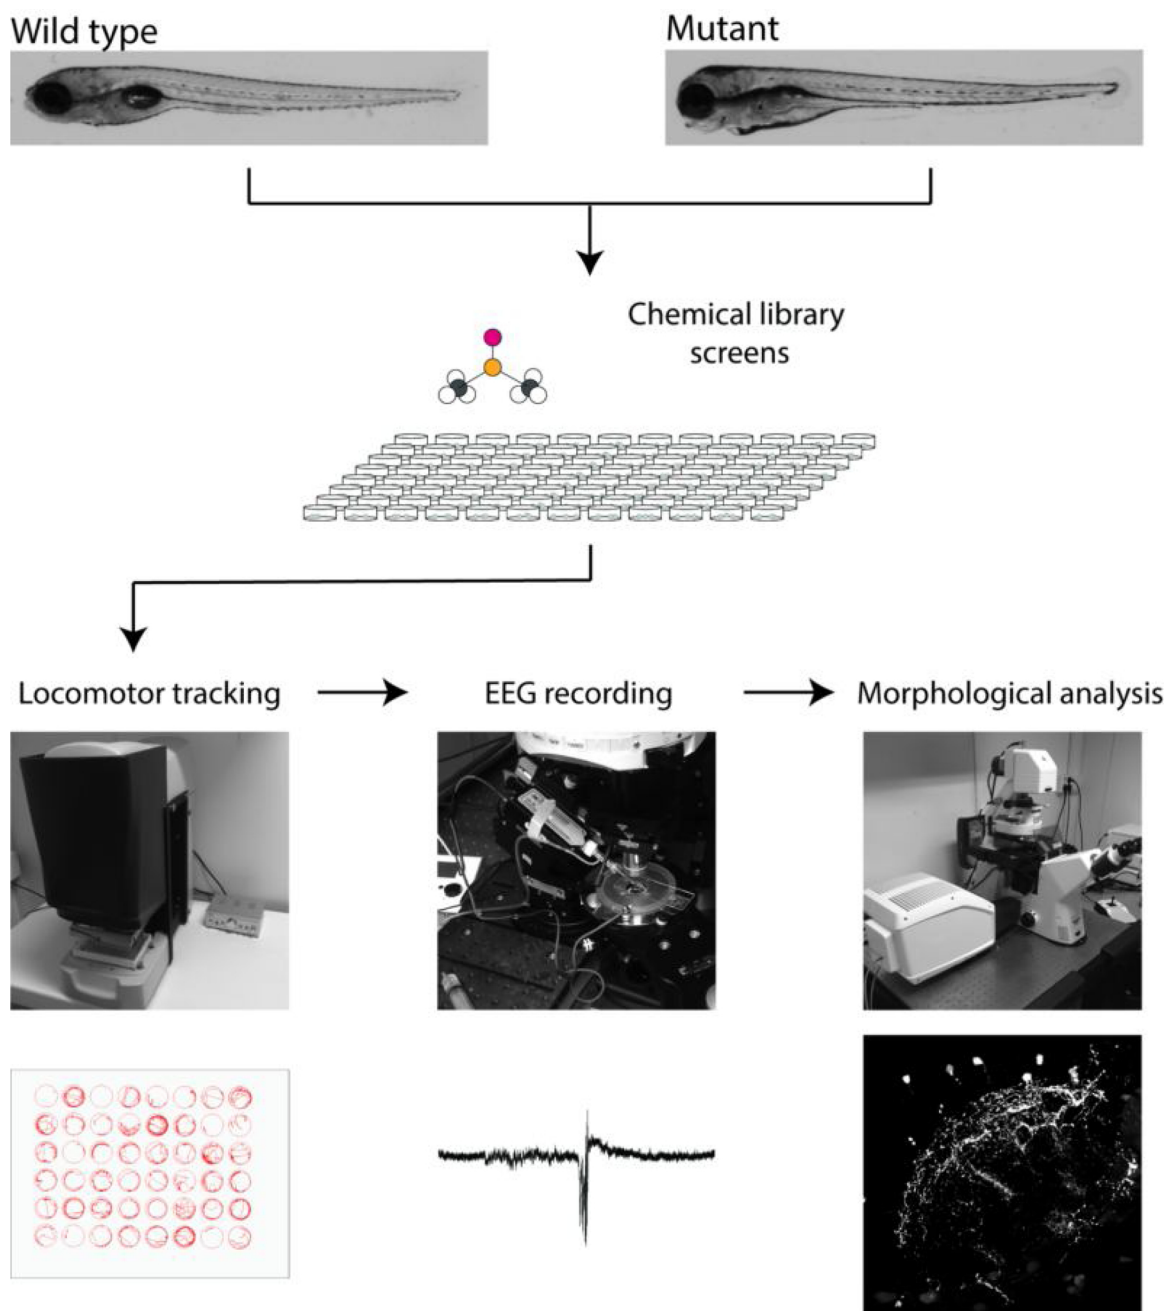 Wild type
Mutant
Chemical library
screens
Locomotor tracking
EEG recording
Morphological analysis